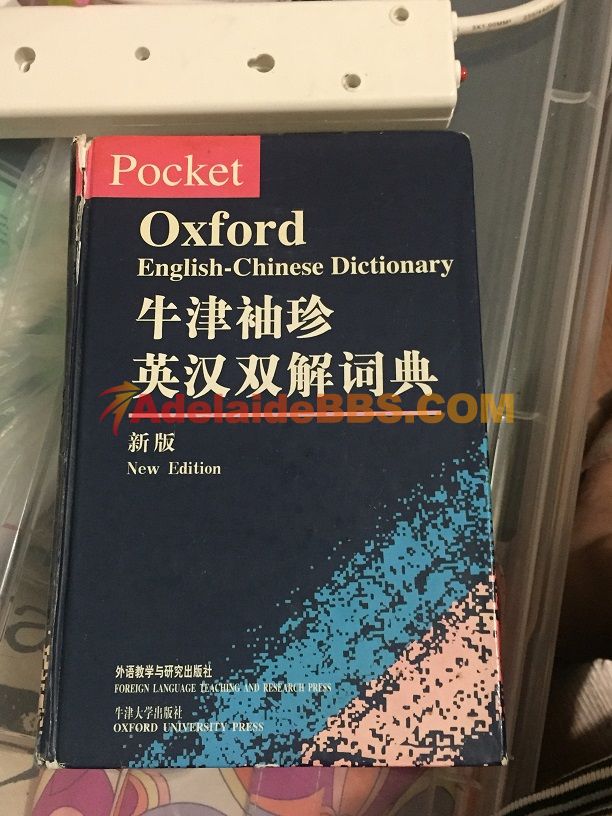 Pocket
Oxford
English-Chinese Dictionary
牛津袖珍
英汉双解词典
AdelaideBBS.COM
新版
New Edition
外语教学与研究出版社
FOREIGN LANGUAGE TEACHING AND RESEARCH PRESS
牛津大学出版社
OXFORD UNIVERSITY PRESS